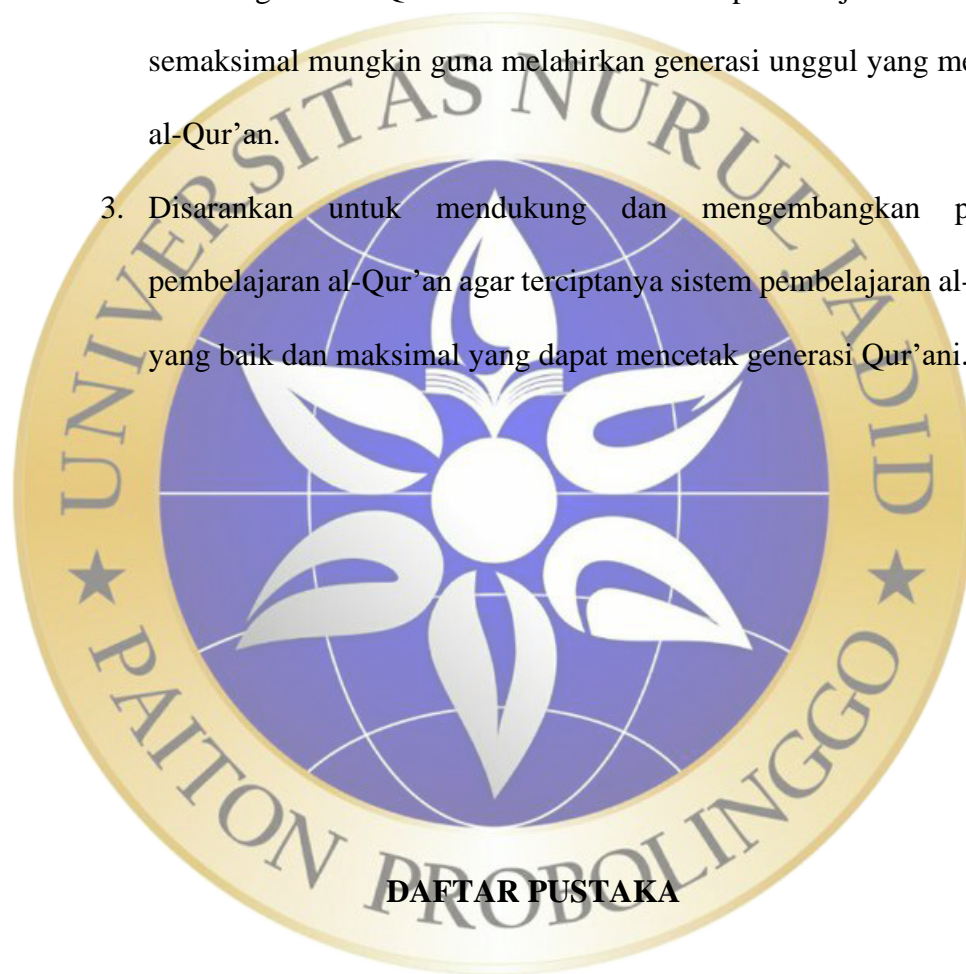 semaksimal mungkin guna melahirkan generasi unggul yang
al-Qur'an.
3. Disarankan untuk mendukung dan mengembangkan
pembelajaran al-Qur'an agar terciptanya sistem pembelajaran
yang baik dan maksimal yang dapat mencetak generasi Qur'ani.
UNIVERSITAS NURUL JADID
PAITON PROBOLINGGO
DAFTAR PUSTAKA